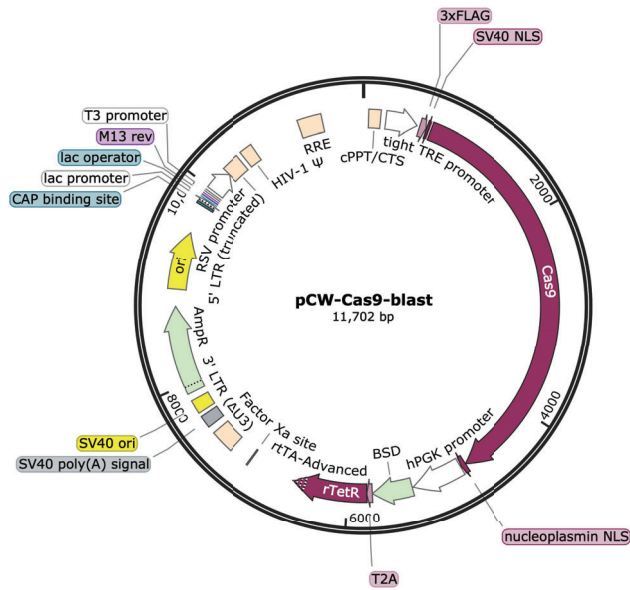 3xFLAG
SV40 NLS
T3 promoter
M13 rev
lac operator
lac promoter
CAP binding site
RRE
cPPT/CTS
tight TRE promoter
HIV-1 Ψ
5' LTR (truncated)
RSV promoter
2000
Cas9
ori
pCW-Cas9-blast
11,702 bp
AmpR
3' LTR (ΔU3)
8000
4000
Factor Xa site
rtTA-Advanced
BSD
hPGK promoter
SV40 ori
SV40 poly(A) signal
rTetR
6000
nucleoplasmin NLS
T2A